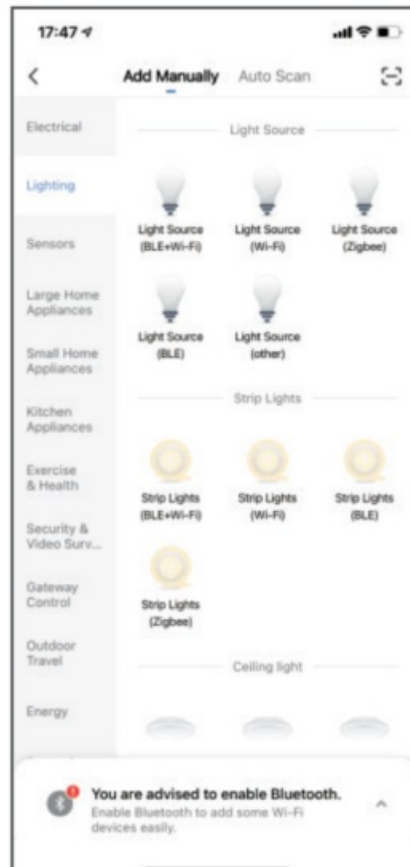 17:47
Add Manually Auto Scan
Electrical
Lighting
Sensors
Large Home
Appliances
Small Home
Appliances
Kitchen
Appliances
Exercise
& Health
Security &
Video Surv...
Gateway
Control
Outdoor
Travel
Energy
Light Source
Light Source
(BLE+Wi-Fi)
Light Source
(Wi-Fi)
Light Source
(Zigbee)
Light Source
(BLE)
Light Source
(other)
Strip Lights
Strip Lights
(BLE+Wi-Fi)
Strip Lights
(Wi-Fi)
Strip Lights
(BLE)
Strip Lights
(Zigbee)
Ceiling light
You are advised to enable Bluetooth.
Enable Bluetooth to add some Wi-Fi
devices easily.